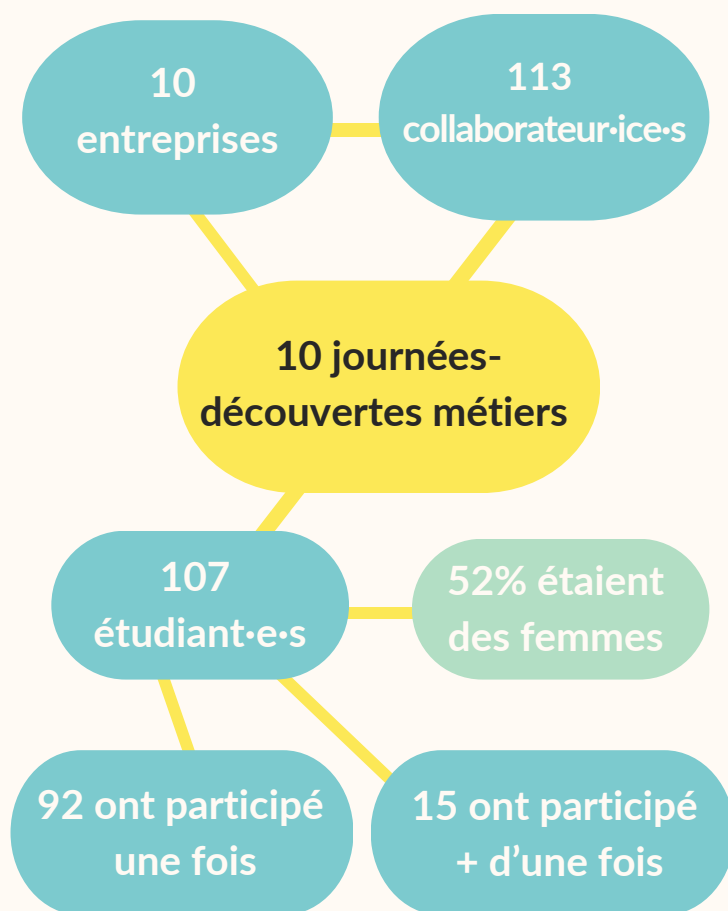 10
entreprises
113
collaborateur·ice·s
10 journées-
découvertes métiers
107
étudiant·e·s
52% étaient
des femmes
92 ont participé
une fois
15 ont participé
+ d’une fois